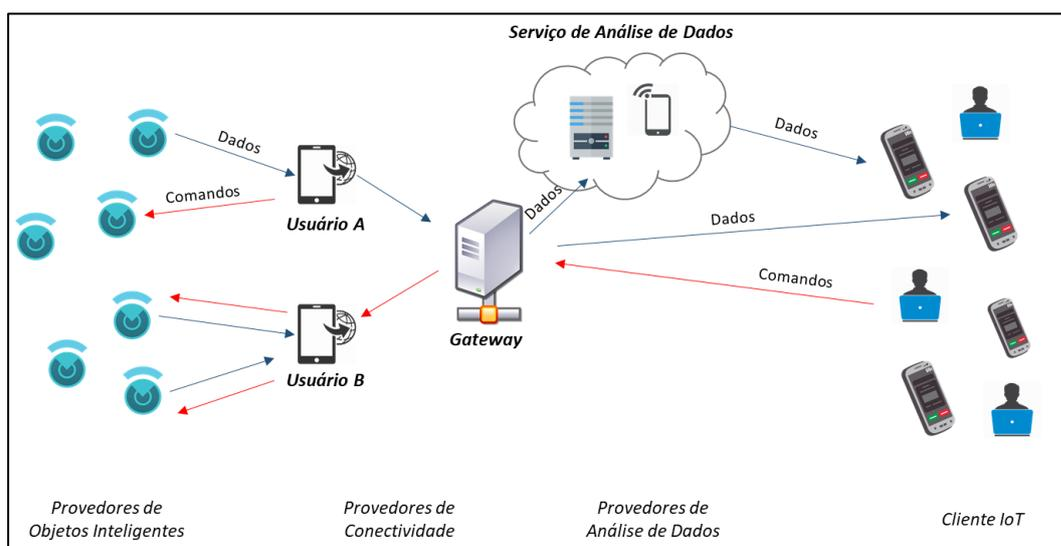 Serviço de Análise de Dados
Dados
Comandos
Usuário A
Dados
Dados
Dados
Comandos
Gateway
Usuário B
Provedores de
Objetos Inteligentes
Provedores de
Conectividade
Provedores de
Análise de Dados
Cliente IoT